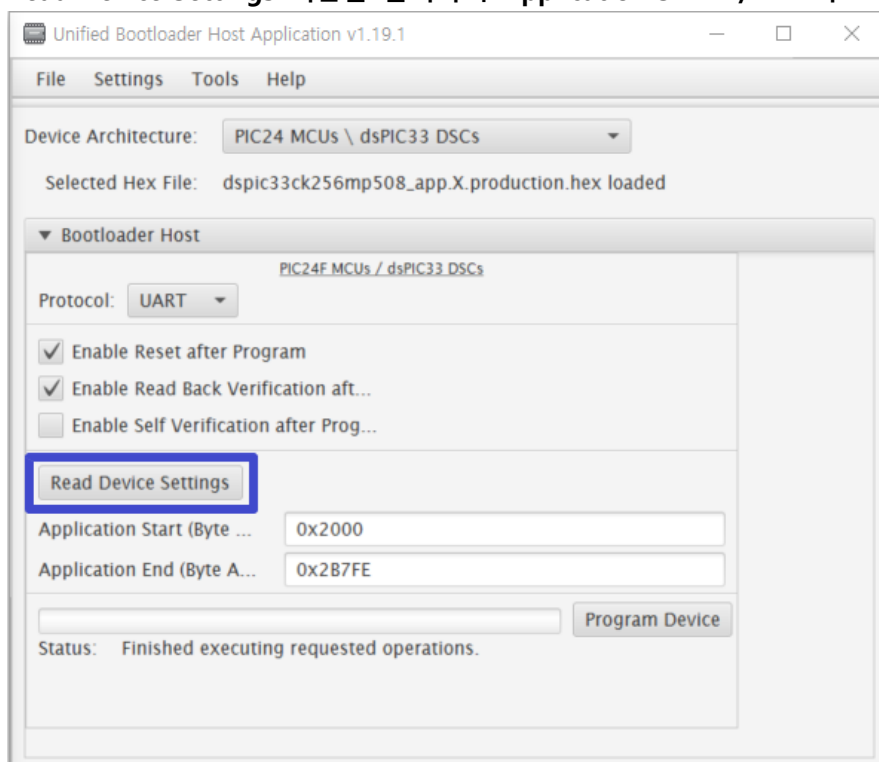 Unified Bootloader Host Application v1.19.1
File Settings Tools Help
Device Architecture: PIC24 MCUs \ dsPIC33 DSCs
Selected Hex File: dspic33ck256mp508_app.X.production.hex loaded
Bootloader Host
PIC24F MCUs / dsPIC33 DSCs
Protocol: UART
Enable Reset after Program
Enable Read Back Verification aft...
Enable Self Verification after Prog...
Read Device Settings
Application Start (Byte ... 0x2000
Application End (Byte A... 0x2B7FE
Program Device
Status: Finished executing requested operations.